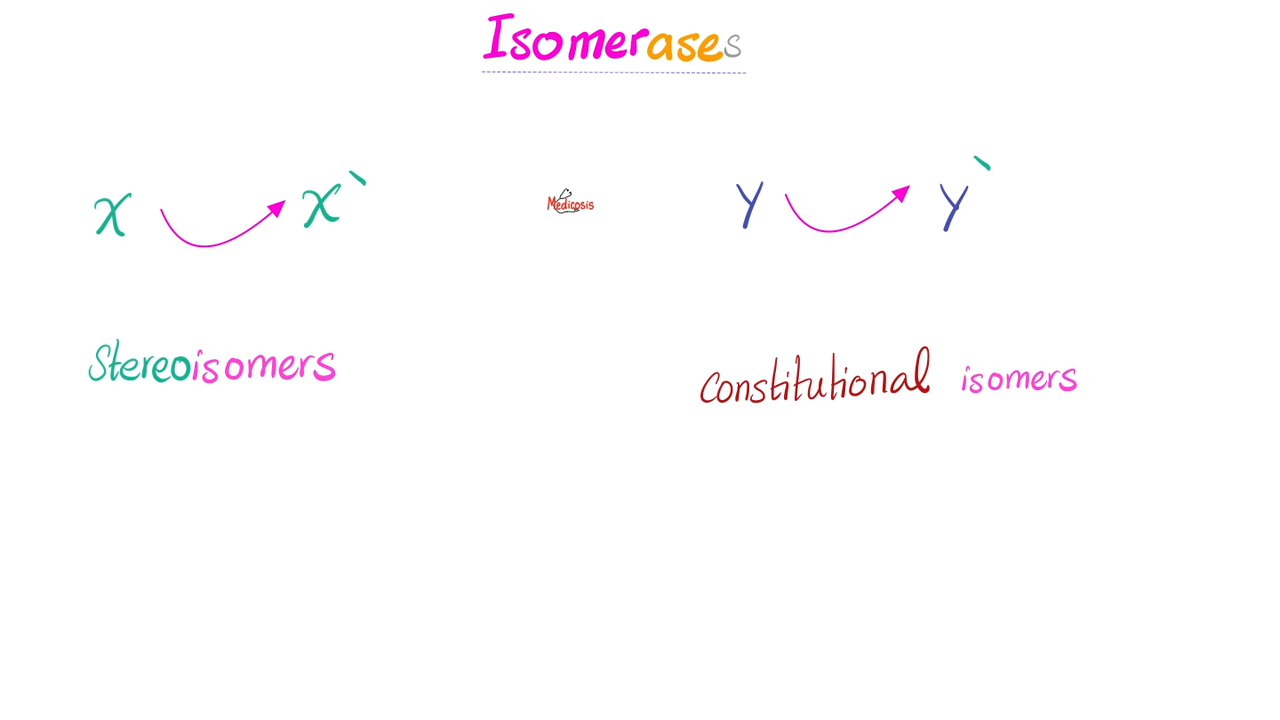 Isomerases
X X`
Medicosis
Y Y`
Stereoisomers
Constitutional isomers